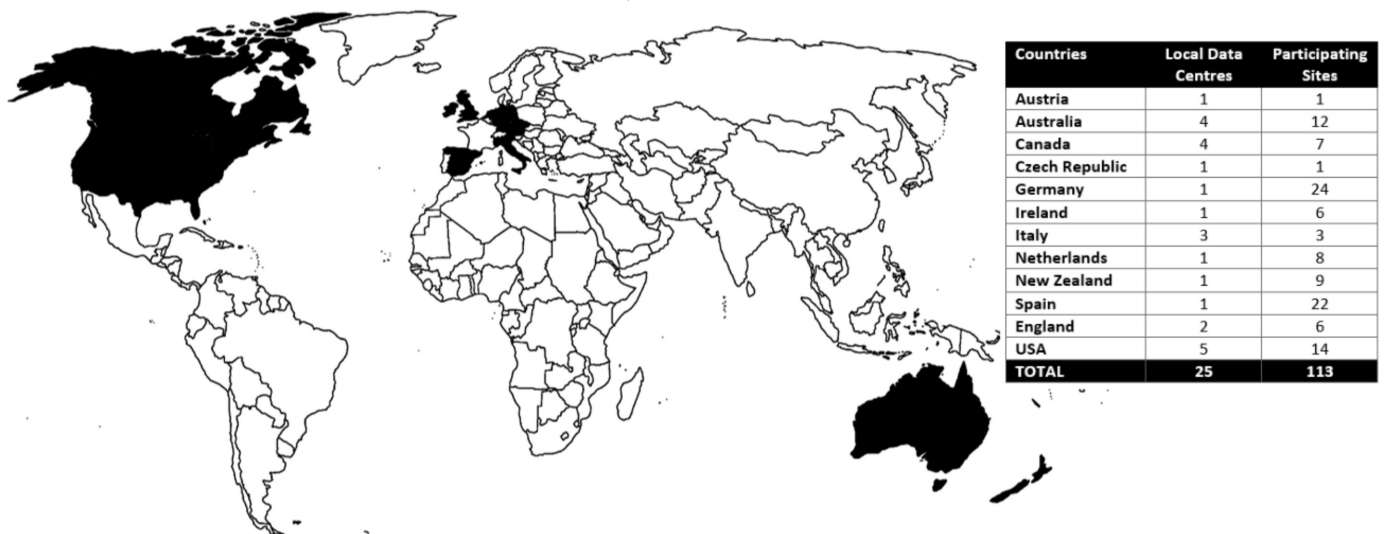 Countries Local Data Centres Participating Sites
Austria 1 1
Australia 4 12
Canada 4 7
Czech Republic 1 1
Germany 1 24
Ireland 1 6
Italy 3 3
Netherlands 1 8
New Zealand 1 9
Spain 1 22
England 2 6
USA 5 14
TOTAL 25 113